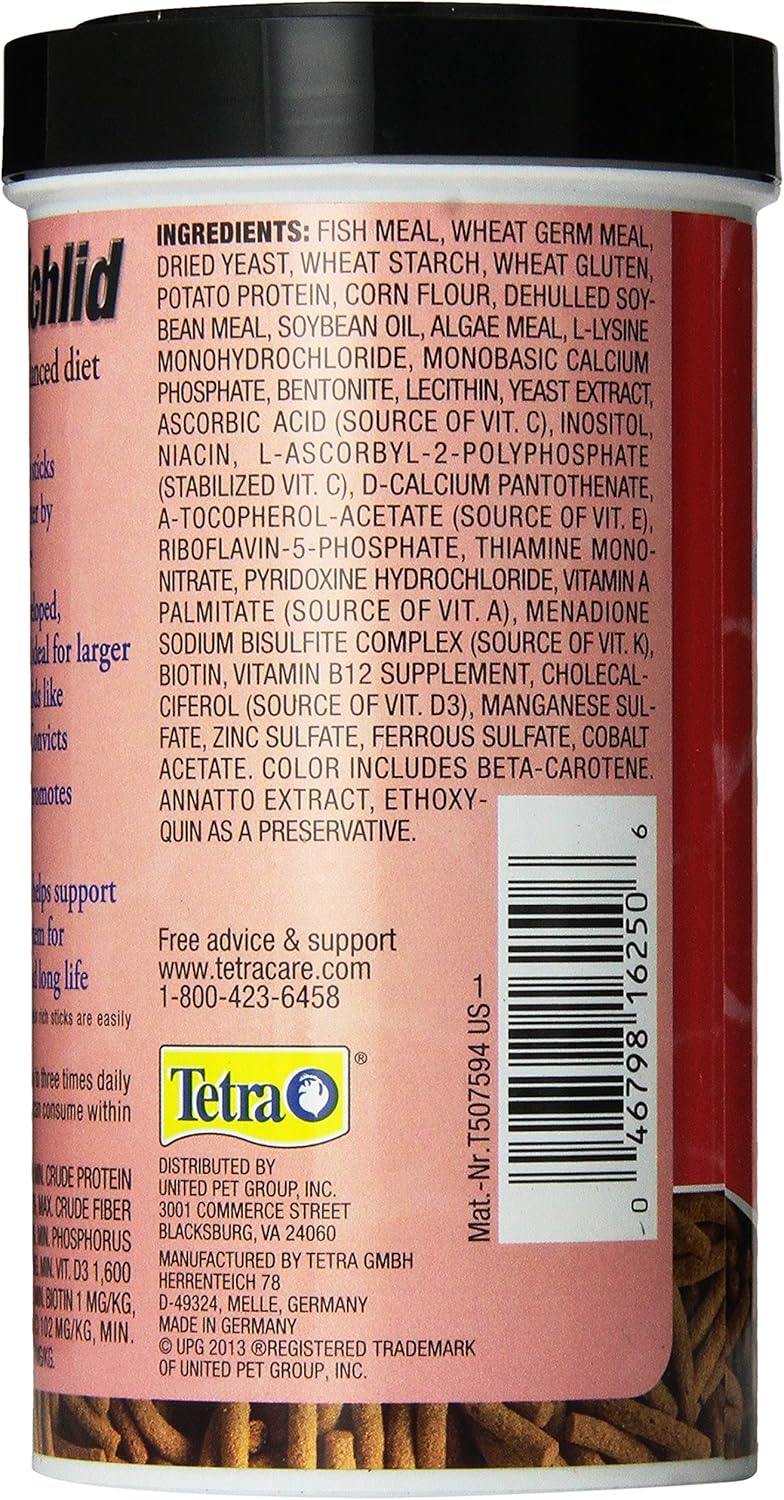 chlid
diet
sticks
by
ideal for larger
like
Convicts
promotes
helps support
for
long life
rich sticks are easily
to three times daily
can consume within
MIN. CRUDE PROTEIN
MAX. CRUDE FIBER
MIN. PHOSPHORUS
MIN. VIT. D3 1,600
MIN. BIOTIN 1 MG/KG,
102 MG/KG, MIN.
MG/KG.
INGREDIENTS: FISH MEAL, WHEAT GERM MEAL,
DRIED YEAST, WHEAT STARCH, WHEAT GLUTEN,
POTATO PROTEIN, CORN FLOUR, DEHULLED SOY-
BEAN MEAL, SOYBEAN OIL, ALGAE MEAL, L-LYSINE
MONOHYDROCHLORIDE, MONOBASIC CALCIUM
PHOSPHATE, BENTONITE, LECITHIN, YEAST EXTRACT,
ASCORBIC ACID (SOURCE OF VIT. C), INOSITOL,
NIACIN, L-ASCORBYL-2-POLYPHOSPHATE
(STABILIZED VIT. C), D-CALCIUM PANTOTHENATE,
A-TOCOPHEROL-ACETATE (SOURCE OF VIT. E),
RIBOFLAVIN-5-PHOSPHATE, THIAMINE MONO-
NITRATE, PYRIDOXINE HYDROCHLORIDE, VITAMIN A
PALMITATE (SOURCE OF VIT. A), MENADIONE
SODIUM BISULFITE COMPLEX (SOURCE OF VIT. K),
BIOTIN, VITAMIN B12 SUPPLEMENT, CHOLECAL-
CIFEROL (SOURCE OF VIT. D3), MANGANESE SUL-
FATE, ZINC SULFATE, FERROUS SULFATE, COBALT
ACETATE. COLOR INCLUDES BETA-CAROTENE.
ANNATTO EXTRACT, ETHOXY-
QUIN AS A PRESERVATIVE.
Free advice & support
www.tetracare.com
1-800-423-6458
Tetra®
DISTRIBUTED BY
UNITED PET GROUP, INC.
3001 COMMERCE STREET
BLACKSBURG, VA 24060
MANUFACTURED BY TETRA GMBH
HERRENTEICH 78
D-49324, MELLE, GERMANY
MADE IN GERMANY
© UPG 2013 ®REGISTERED TRADEMARK
OF UNITED PET GROUP, INC.
Mat.-Nr.T507594 US-1
0 46798 16250 6